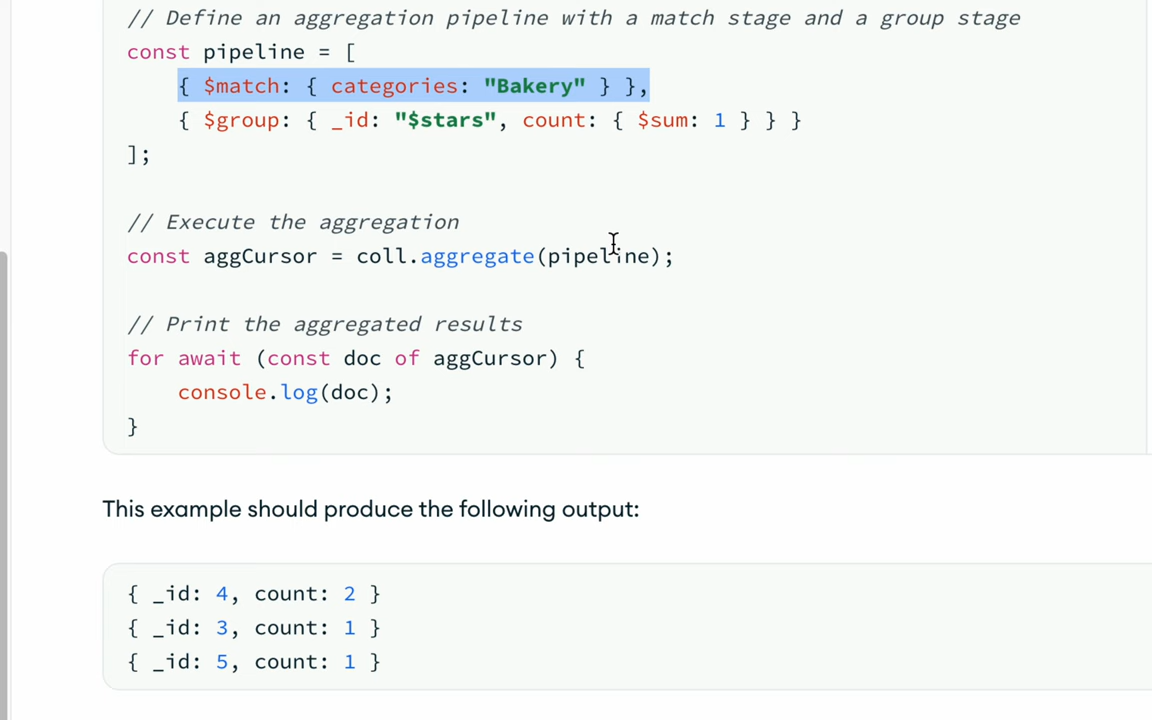 // Define an aggregation pipeline with a match stage and a group stage
const pipeline = [
{ $match: { categories: "Bakery" } },
{ $group: { _id: "$stars", count: { $sum: 1 } } }
];
// Execute the aggregation
const aggCursor = coll.aggregate(pipeline);
// Print the aggregated results
for await (const doc of aggCursor) {
console.log(doc);
}
This example should produce the following output:
{ _id: 4, count: 2 }
{ _id: 3, count: 1 }
{ _id: 5, count: 1 }